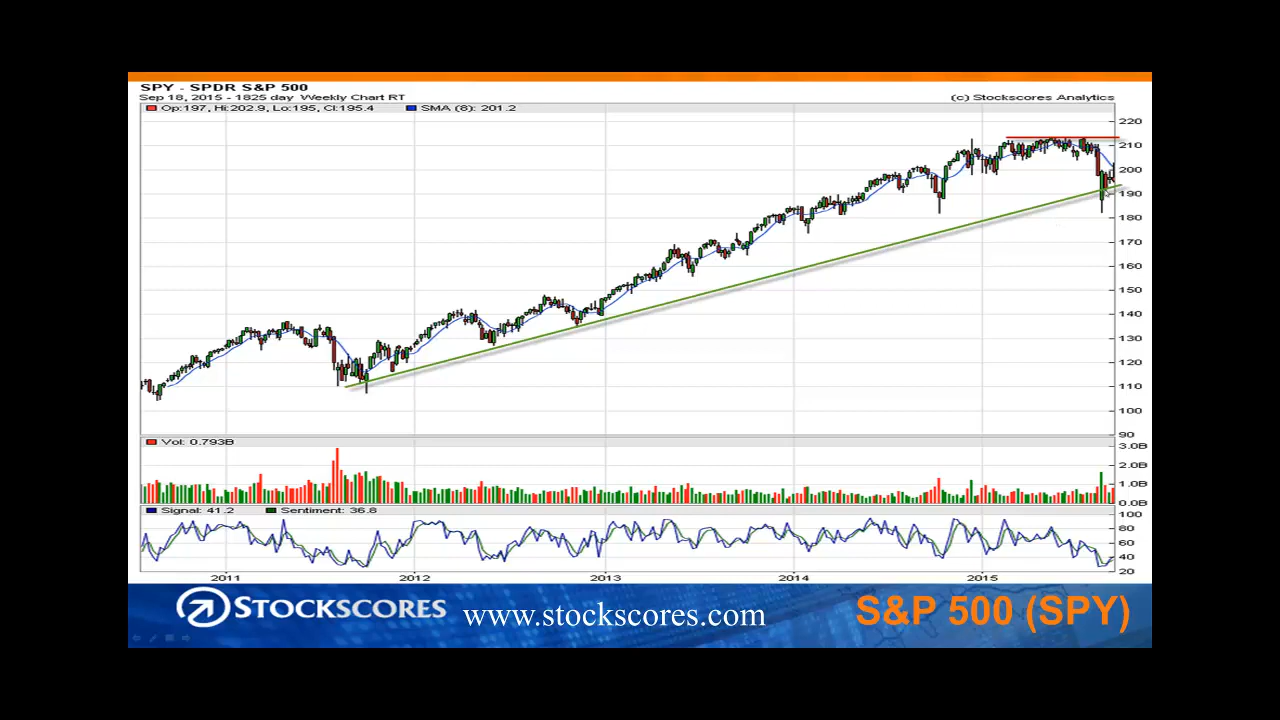 SPY - SPDR S&P 500
Sep 18, 2015 - 1825 day Weekly Chart RT
(c) Stockscores Analytics
Op:197, Hi:202.9, Lo:195, Cl:195.4
SMA (8): 201.2
220
210
200
190
180
170
160
150
140
130
120
110
100
90
Vol: 0.793B
3.0B
2.0B
1.0B
0.0B
Signal: 41.2
Sentiment: 36.8
100
80
60
40
20
2011
2012
2013
2014
2015
STOCKSCORES
www.stockscores.com
S&P 500 (SPY)